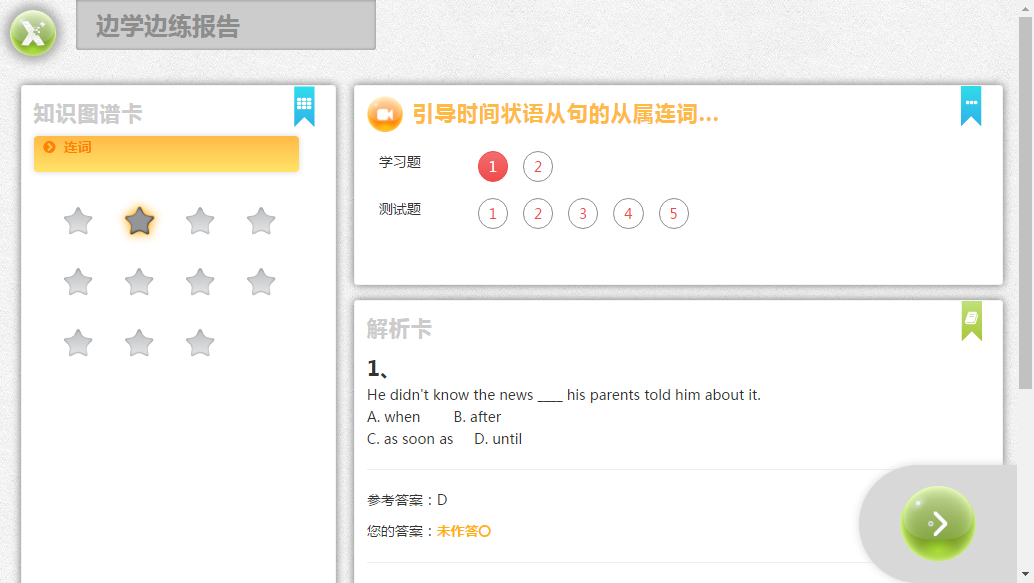 边学边练报告
知识图谱卡
连词
引导时间状语从句的从属连词...
学习题 1 2
测试题 1 2 3 4 5
解析卡
1、
He didn't know the news ____ his parents told him about it.
A. when B. after
C. as soon as D. until
参考答案：D
您的答案：未作答O